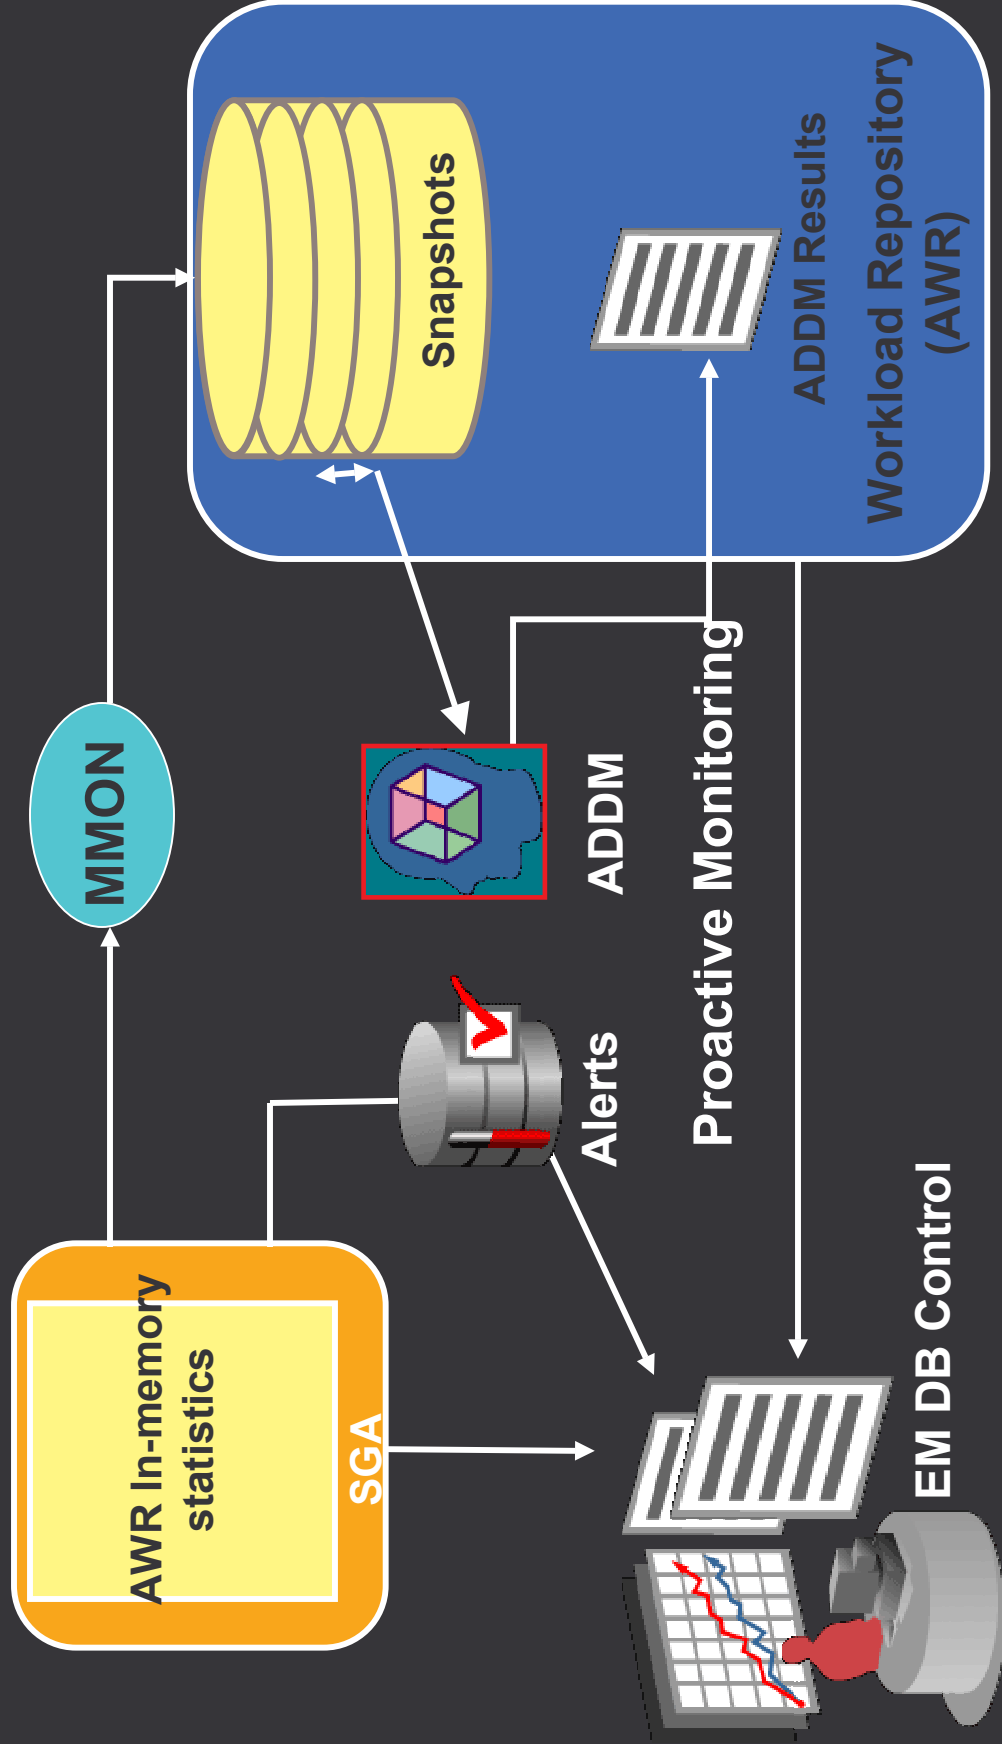 MMON
AWR In-memory
statistics
SGA
Alerts
ADDM
Proactive Monitoring
Snapshots
ADDM Results
Workload Repository
(AWR)
EM DB Control